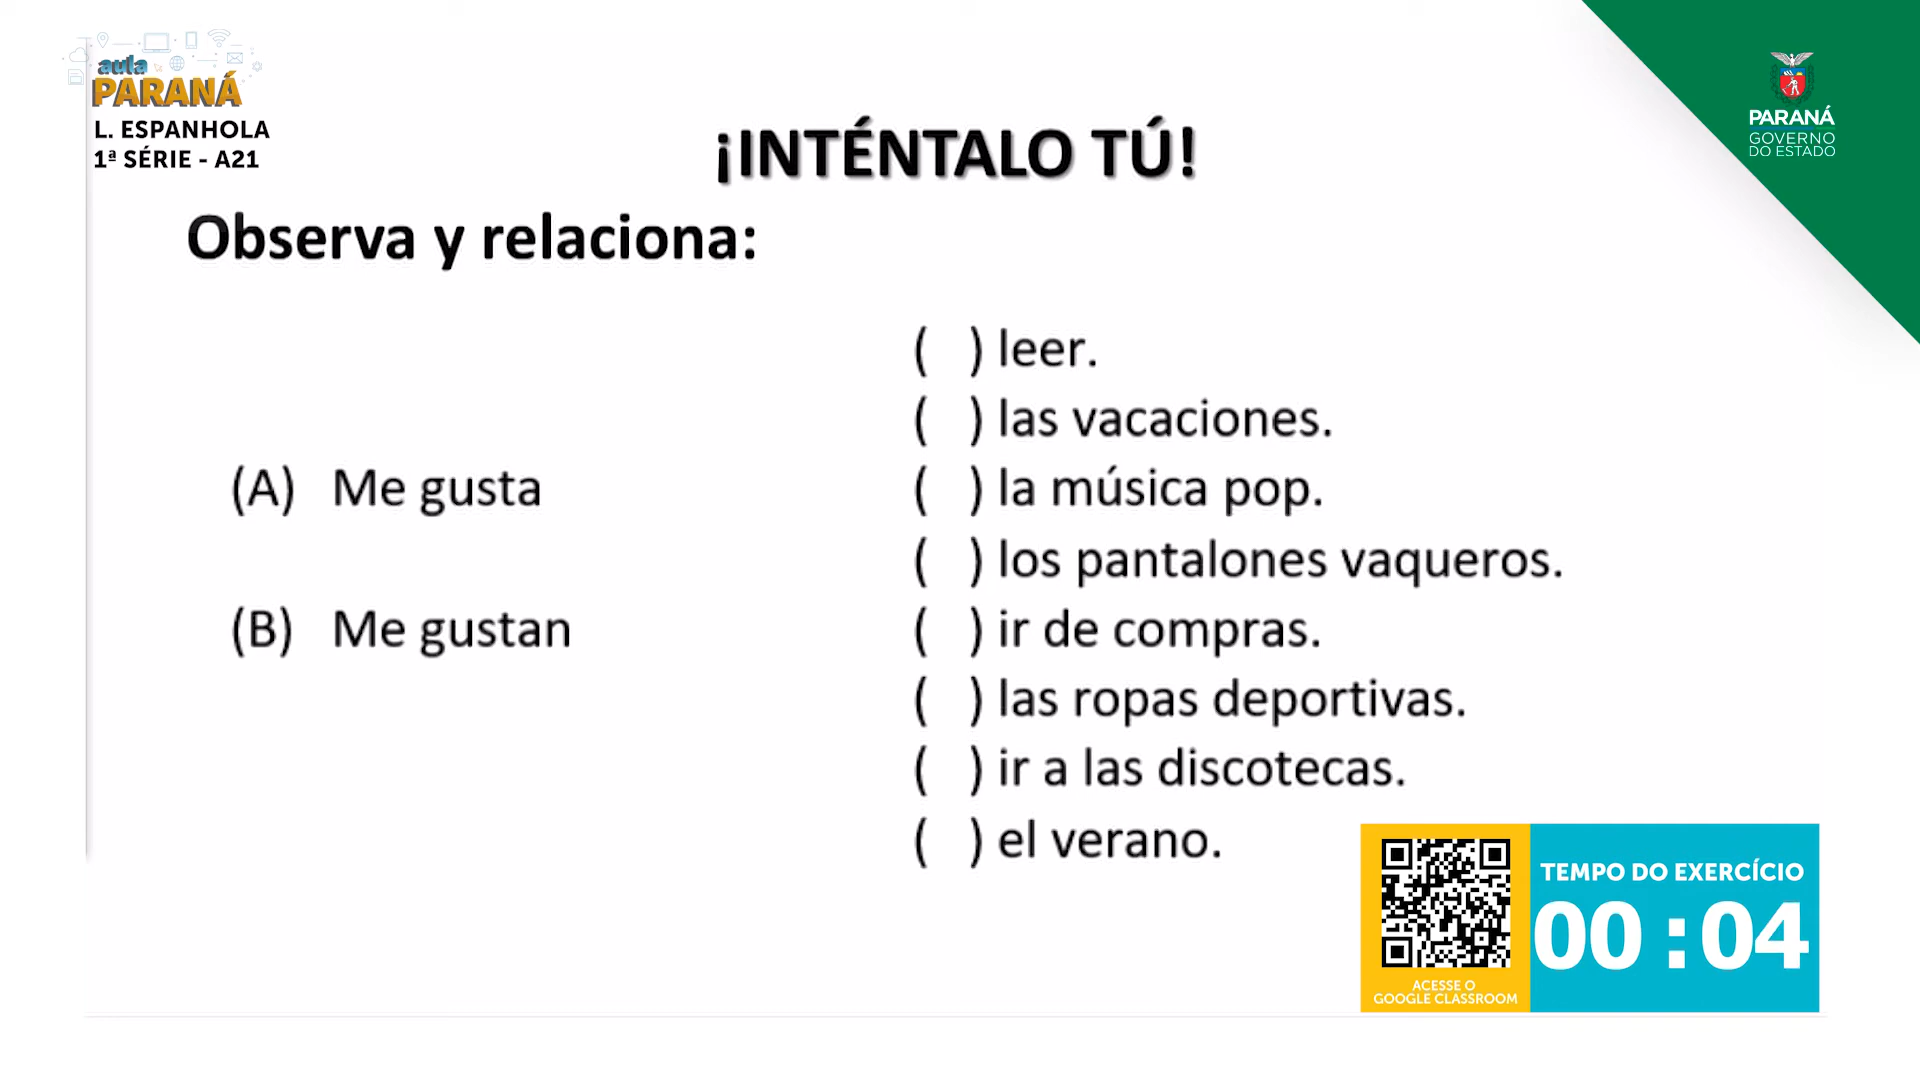 aula
PARANÁ
L. ESPANHOLA
1ª SÉRIE - A21
PARANÁ
GOVERNO
DO ESTADO
¡INTÉNTALO TÚ!
Observa y relaciona:
( ) leer.
( ) las vacaciones.
(A) Me gusta
( ) la música pop.
( ) los pantalones vaqueros.
(B) Me gustan
( ) ir de compras.
( ) las ropas deportivas.
( ) ir a las discotecas.
( ) el verano.
ACESSE O
GOOGLE CLASSROOM
TEMPO DO EXERCÍCIO
00:04